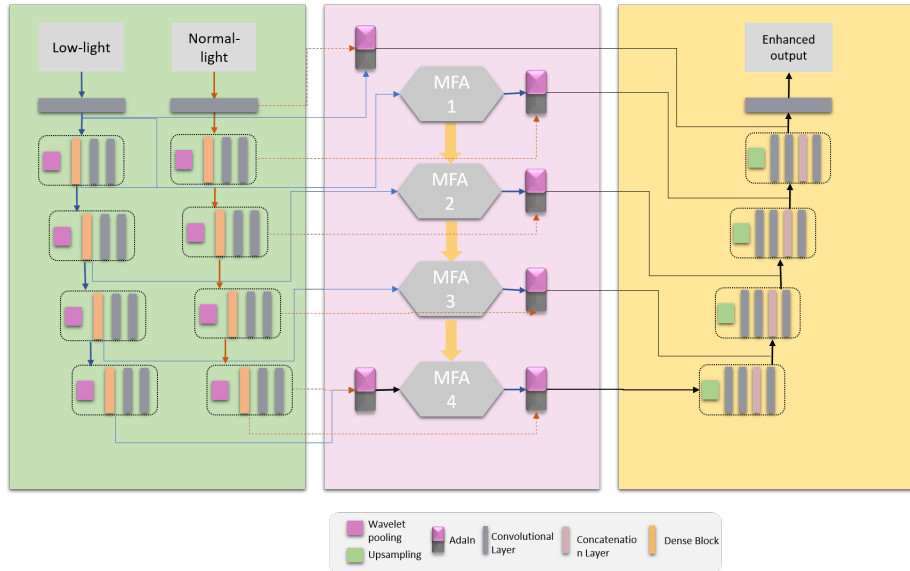 Low-light
Normal-
light
Enhanced
output
MFA
1
MFA
2
MFA
3
MFA
4
Wavelet
pooling
Upsampling
AdaIn
Convolutional
Layer
Concatenatio
n Layer
Dense Block